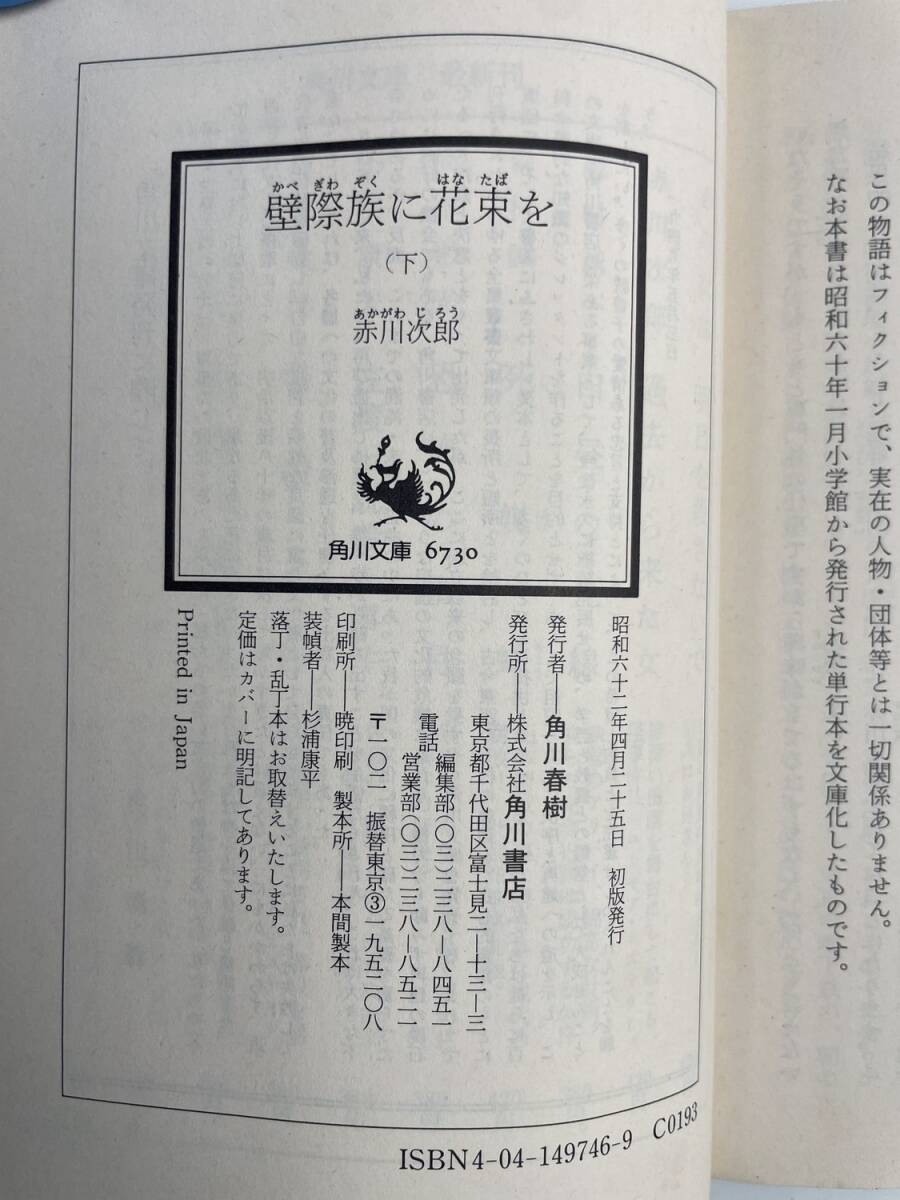 この物語はフィクションで、実在の人物・団体等とは一切関係ありません。
なお本書は昭和六十年一月小学館から発行された単行本を文庫化したものです。
かべ ぎわ ぞく はな たば
壁際族に花束を
(下)
あかがわ じ ろう
赤川次郎
角川文庫 6730
昭和六十二年四月二十五日 初版発行
発行者――角川春樹
発行所――株式会社角川書店
東京都千代田区富士見二―十三―三
電話
編集部(〇三)二三八―八四五一
営業部(〇三)二三八―八五二一
〒一〇二 振替東京③一九五二〇八
印刷所――暁印刷 製本所――本間製本
装幀者――杉浦康平
落丁・乱丁本はお取替えいたします。
定価はカバーに明記してあります。
Printed in Japan
ISBN4-04-149746-9 C0193